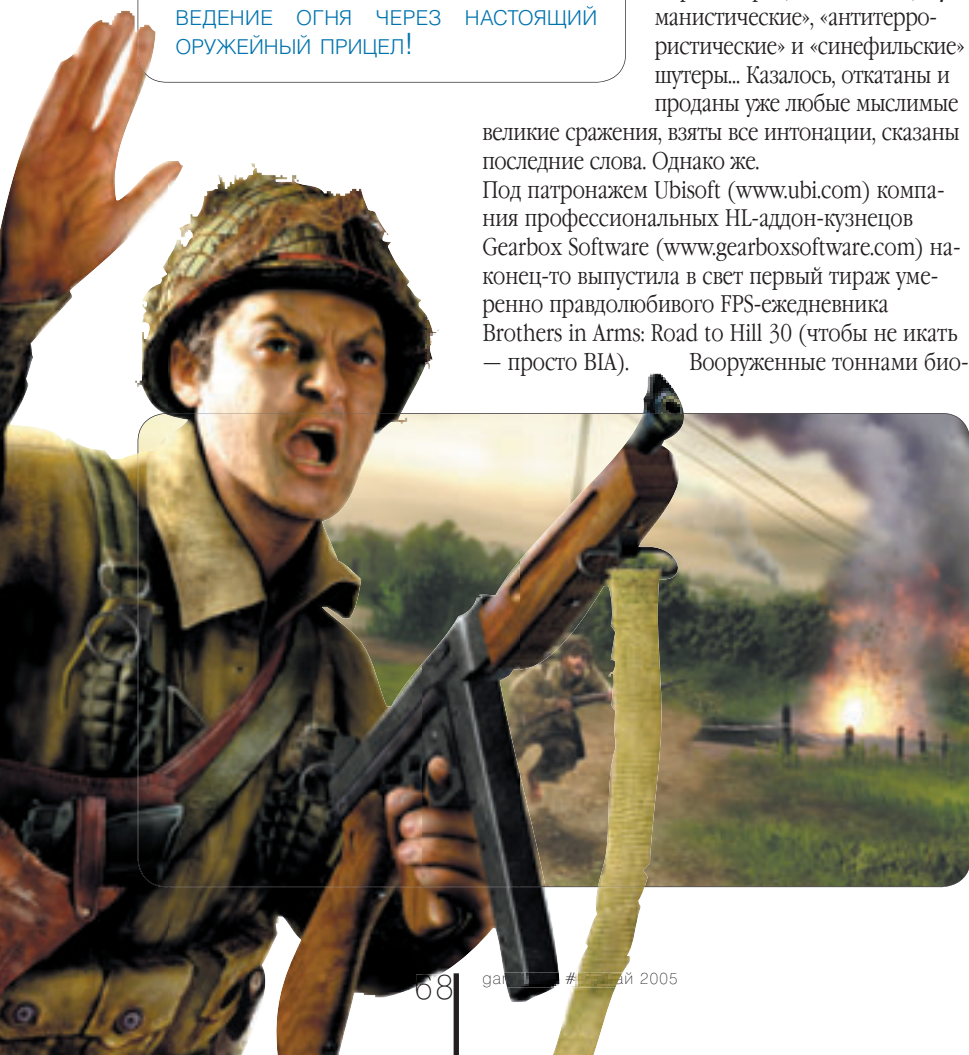 ВЕДЕНИЕ ОГНЯ ЧЕРЕЗ НАСТОЯЩИЙ
ОРУЖЕЙНЫЙ ПРИЦЕЛ!
манистические», «антитерро-
ристические» и «синефильские»
шутеры... Казалось, откатаны и
проданы уже любые мыслимые
великие сражения, взяты все интонации, сказаны
последние слова. Однако же.
Под патронажем Ubisoft (www.ubi.com) компа-
ния профессиональных HL-аддон-кузнецов
Gearbox Software (www.gearboxsoftware.com) на-
конец-то выпустила в свет первый тираж уме-
ренно правдолюбивого FPS-ежедневника
Brothers in Arms: Road to Hill 30 (чтобы не икать
— просто BIA). Вооруженные тоннами био-
68
2005